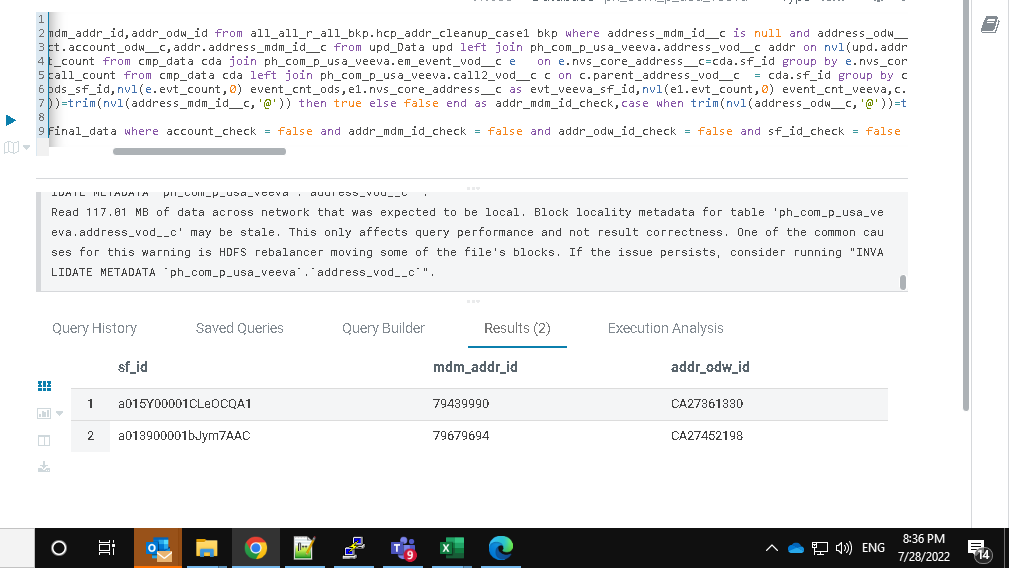 1
2 mdm_addr_id,addr_odw_id from all_all_r_all_bkp.hcp_addr_cleanup_case1 bkp where address_mdm_id__c is null and address_odw__
3 ct.account_odw__c,addr.address_mdm_id__c from upd_Data upd left join ph_com_p_usa_veeva.address_vod__c addr on nvl(upd.addr
4 t_count from cmp_data cda join ph_com_p_usa_veeva.em_event_vod__c e on e.nvs_core_address__c=cda.sf_id group by e.nvs_cor
5 call_count from cmp_data cda left join ph_com_p_usa_veeva.call2_vod__c c on c.parent_address_vod__c = cda.sf_id group by c
6 ods_sf_id,nvl(e.evt_count,0) event_cnt_ods,e1.nvs_core_address__c as evt_veeva_sf_id,nvl(e1.evt_count,0) event_cnt_veeva,c.
7 ))=trim(nvl(address_mdm_id__c,'@')) then true else false end as addr_mdm_id_check,case when trim(nvl(address_odw__c,'@'))=t
8
9 final_data where account_check = false and addr_mdm_id_check = false and addr_odw_id_check = false and sf_id_check = false
IDATE METADATA `ph_com_p_usa_veeva`.`address_vod__c`".
Read 117.01 MB of data across network that was expected to be local. Block locality metadata for table 'ph_com_p_usa_ve
eva.address_vod__c' may be stale. This only affects query performance and not result correctness. One of the common cau
ses for this warning is HDFS rebalancer moving some of the file's blocks. If the issue persists, consider running "INVA
LIDATE METADATA `ph_com_p_usa_veeva`.`address_vod__c`".
Query History Saved Queries Query Builder Results (2) Execution Analysis
sf_id mdm_addr_id addr_odw_id
1 a015Y00001CLeOCQA1 79439990 CA27361330
2 a013900001bJym7AAC 79679694 CA27452198
9
ENG
8:36 PM
7/28/2022
14